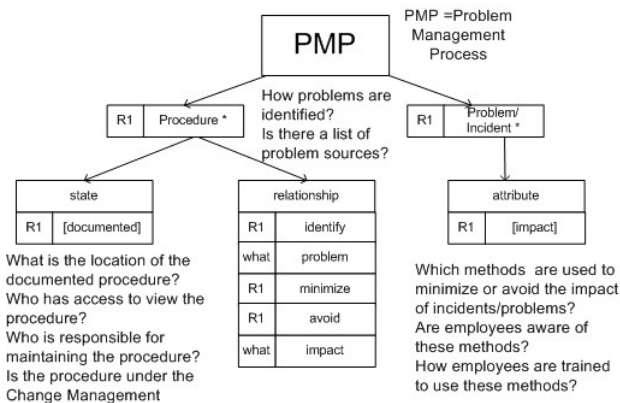 PMP
PMP =Problem
Management
Process
How problems are
identified?
Is there a list of
problem sources?
R1 Procedure *
R1 Problem/
Incident *
state
R1 [documented]
relationship
R1 identify
what problem
R1 minimize
R1 avoid
what impact
attribute
R1 [impact]
What is the location of the
documented procedure?
Who has access to view the
procedure?
Who is responsible for
maintaining the procedure?
Is the procedure under the
Change Management
Which methods are used to
minimize or avoid the impact
of incidents/problems?
Are employees aware of
these methods?
How employees are trained
to use these methods?